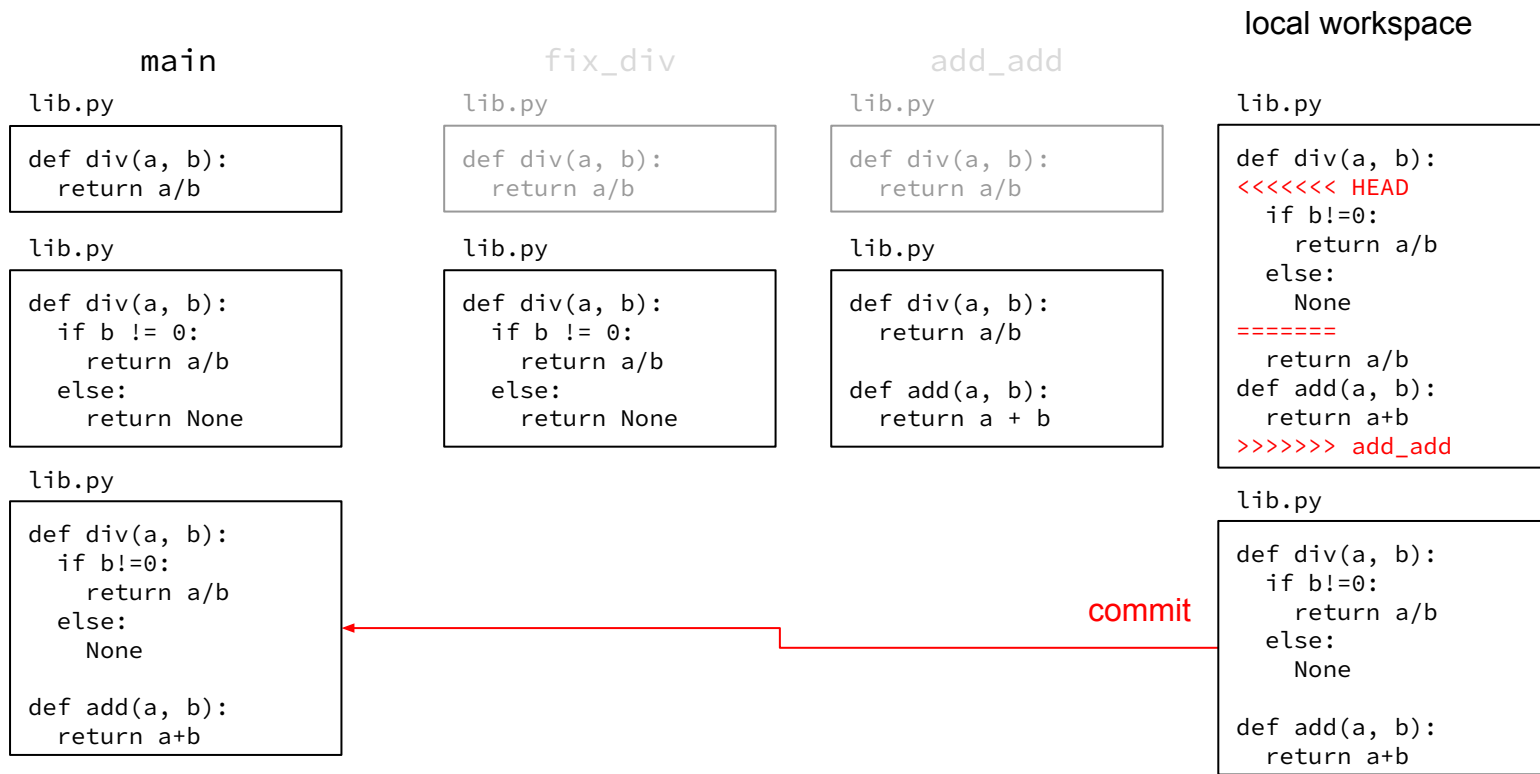 local workspace
main
fix_div
add_add
lib.py
def div(a, b):
  return a/b
lib.py
def div(a, b):
  if b != 0:
    return a/b
  else:
    return None
lib.py
def div(a, b):
  if b!=0:
    return a/b
  else:
    None

def add(a, b):
  return a+b
lib.py
def div(a, b):
  return a/b
lib.py
def div(a, b):
  if b != 0:
    return a/b
  else:
    return None
lib.py
def div(a, b):
  return a/b
lib.py
def div(a, b):
  return a/b

def add(a, b):
  return a + b
lib.py
def div(a, b):
<<<<<<< HEAD
  if b!=0:
    return a/b
  else:
    None
=======
  return a/b
def add(a, b):
  return a+b
>>>>>>> add_add
commit
lib.py
def div(a, b):
  if b!=0:
    return a/b
  else:
    None

def add(a, b):
  return a+b